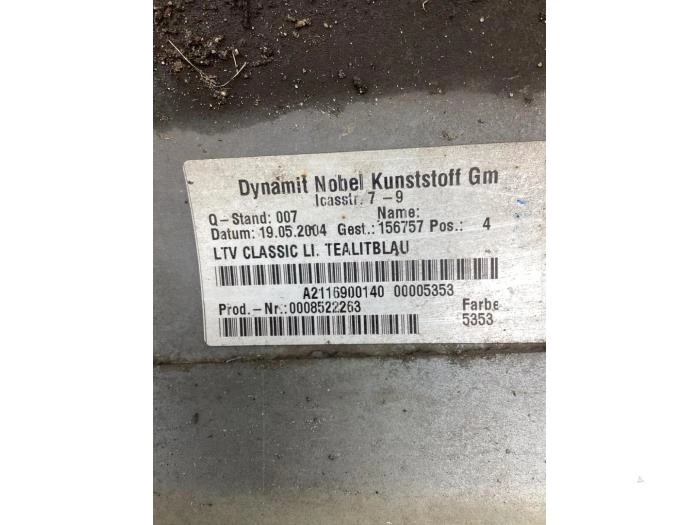 Dynamit Nobel Kunststoff Gm
Icasstr. 7 -9
Q- Stand: 007 Name:
Datum: 19.05.2004 Gest.: 156757 Pos.: 4
LTV CLASSIC LI. TEALITBLAU
A2116900140 00005353
Prod.-Nr.:0008522263 Farbe
5353